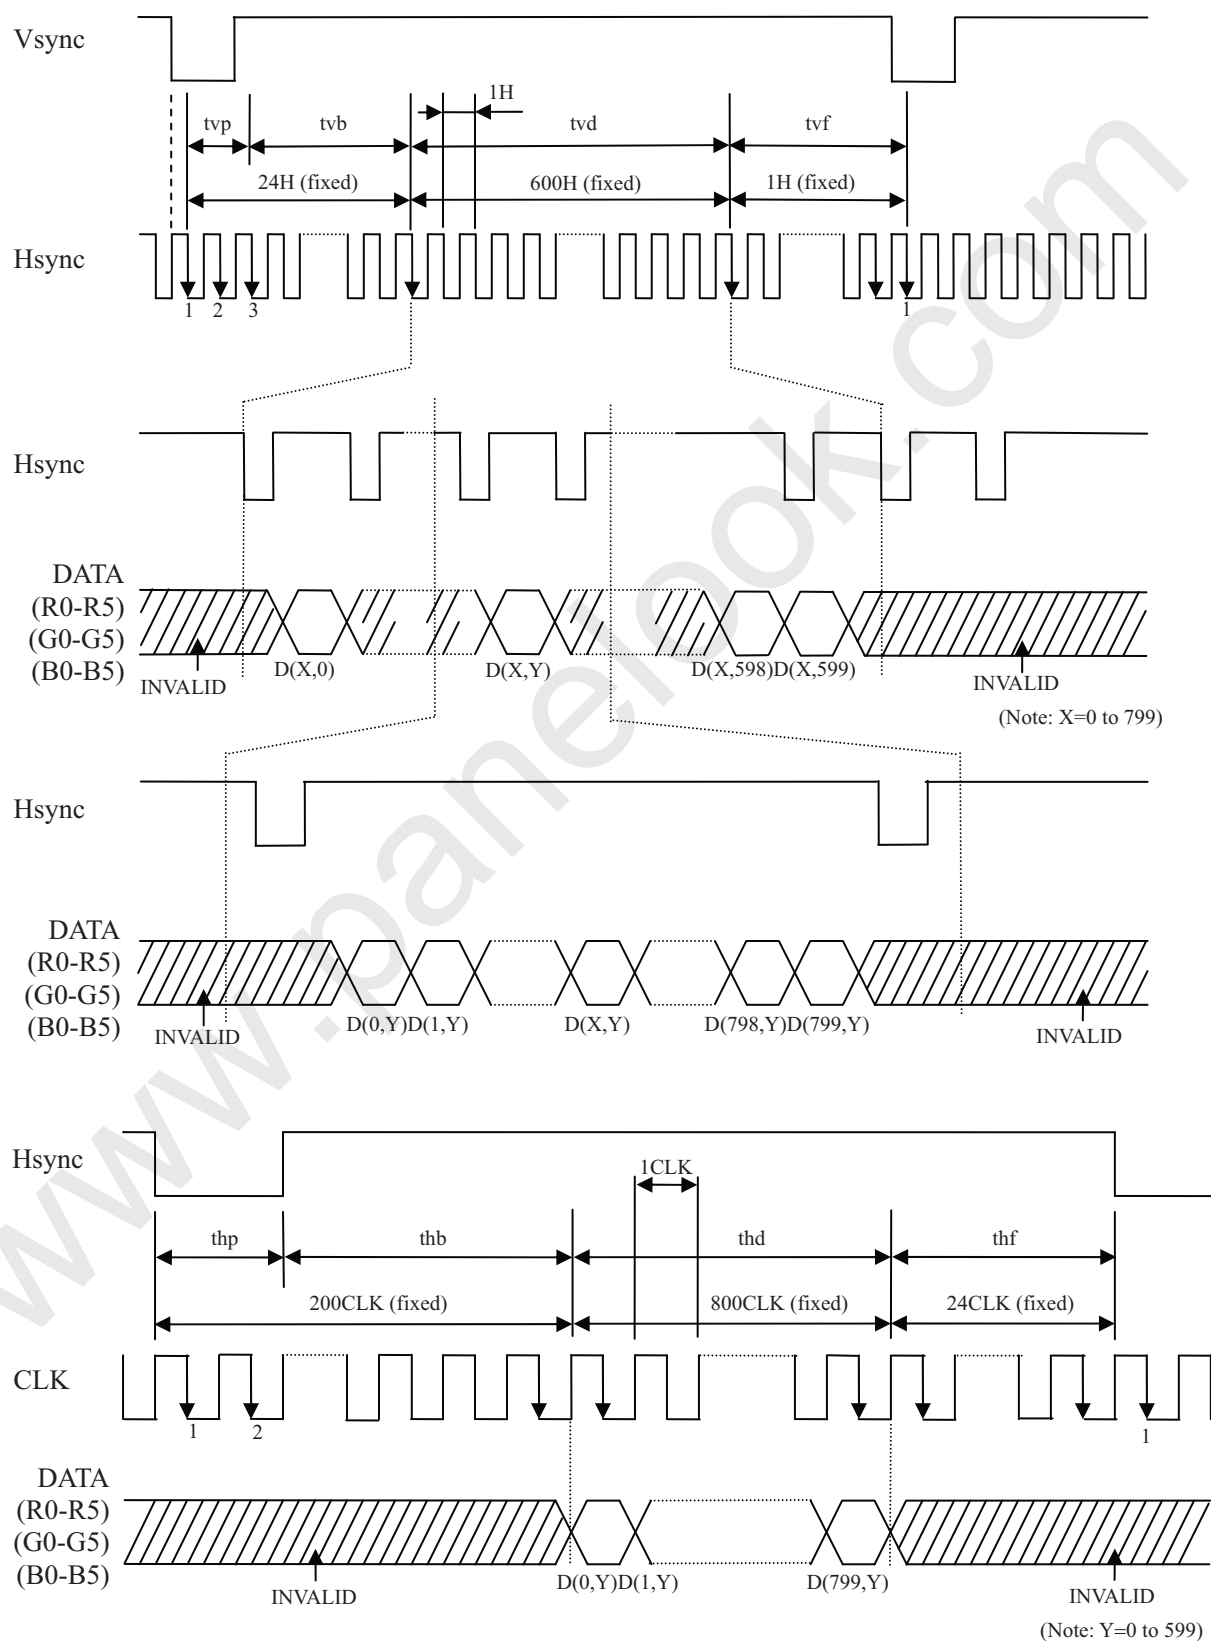 Vsync
1H
tvp tvb tvd tvf
24H (fixed) 600H (fixed) 1H (fixed)
Hsync
1 2 3 1
Hsync
DATA
(R0-R5)
(G0-G5)
(B0-B5)
INVALID D(X,0) D(X,Y) D(X,598)D(X,599) INVALID
(Note: X=0 to 799)
Hsync
DATA
(R0-R5)
(G0-G5)
(B0-B5)
INVALID D(0,Y)D(1,Y) D(X,Y) D(798,Y)D(799,Y) INVALID
Hsync
1CLK
thp thb thd thf
200CLK (fixed) 800CLK (fixed) 24CLK (fixed)
CLK
1 2 1
DATA
(R0-R5)
(G0-G5)
(B0-B5)
INVALID D(0,Y)D(1,Y) D(799,Y) INVALID
(Note: Y=0 to 599)
www.panelook.com